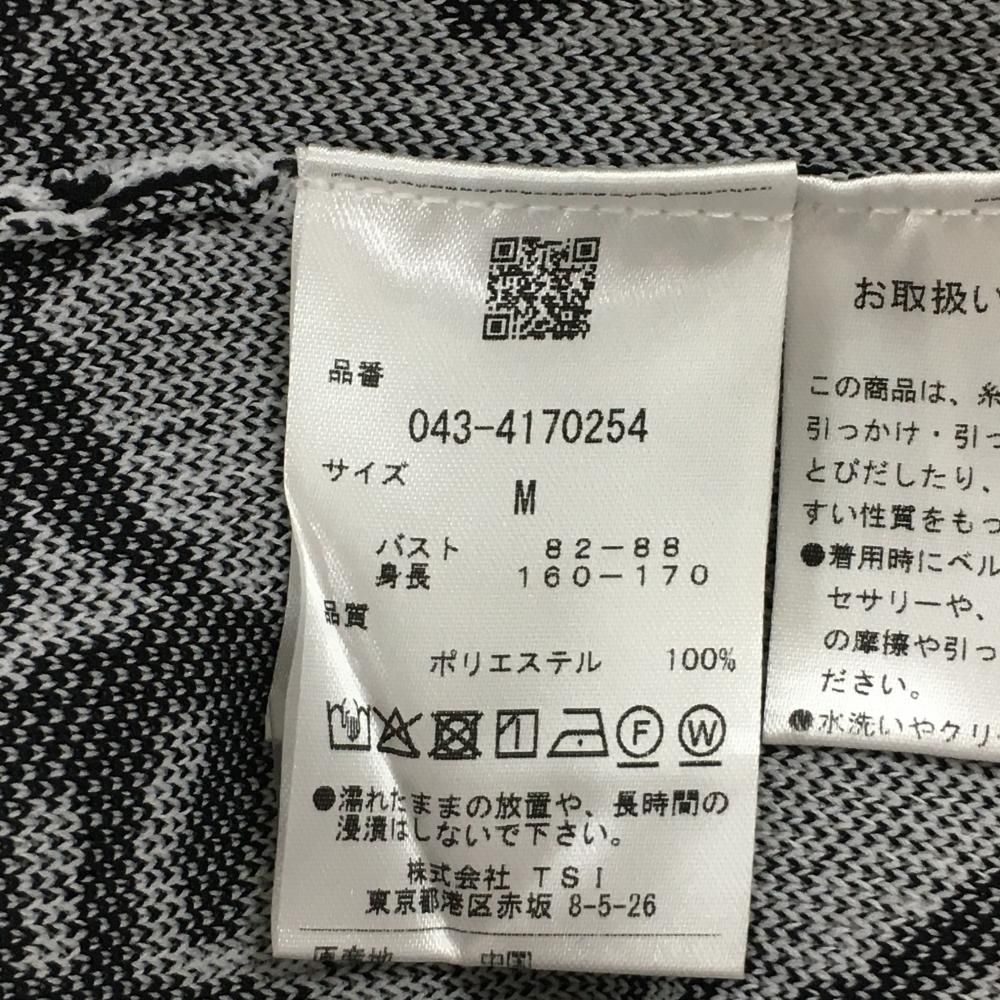 品番
043-4170254
サイズ
M
バスト 82-88
身長 160-170
品質
ポリエステル 100%
F W
●濡れたままの放置や、長時間の
浸漬はしないで下さい。
株式会社 TSI
東京都港区赤坂 8-5-26
原産地 中国
お取扱い
この商品は、糸
引っかけ・引っ
とびだしたり、
すい性質をもっ
●着用時にベル
セサリーや、
の摩擦や引っ
ださい。
●水洗いやクリ